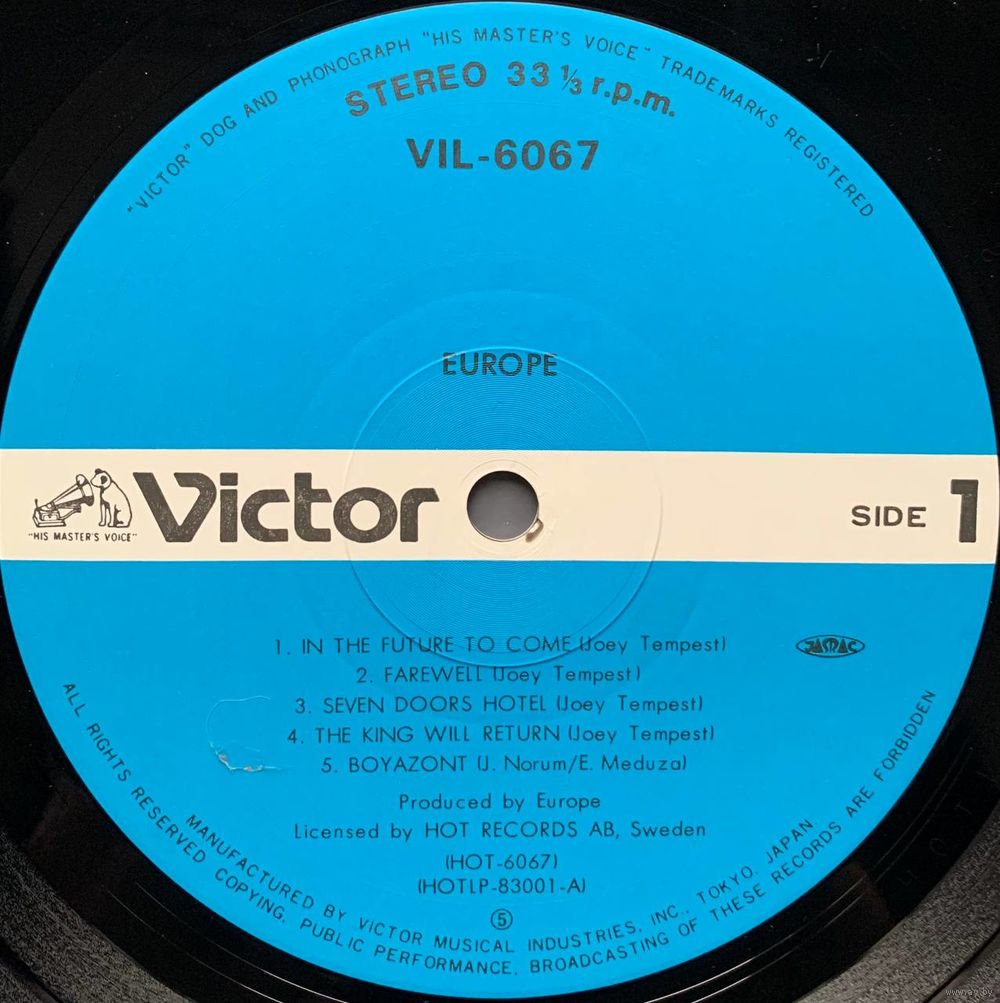 "VICTOR" DOG AND PHONOGRAPH "HIS MASTER'S VOICE" TRADEMARKS REGISTERED
STEREO 33 ⅓ r.p.m.
VIL-6067
EUROPE
Victor
"HIS MASTER'S VOICE"
SIDE 1
1. IN THE FUTURE TO COME (Joey Tempest)
JASRAC
2. FAREWELL (Joey Tempest)
3. SEVEN DOORS HOTEL (Joey Tempest)
4. THE KING WILL RETURN (Joey Tempest)
5. BOYAZONT (J. Norum/E. Meduza)
Produced by Europe
Licensed by HOT RECORDS AB, Sweden
(HOT-6067)
(HOTLP-83001-A)
⑤
MANUFACTURED BY VICTOR MUSICAL INDUSTRIES, INC., TOKYO, JAPAN
ALL RIGHTS RESERVED COPYING, PUBLIC PERFORMANCE, BROADCASTING OF THESE RECORDS ARE FORBIDDEN